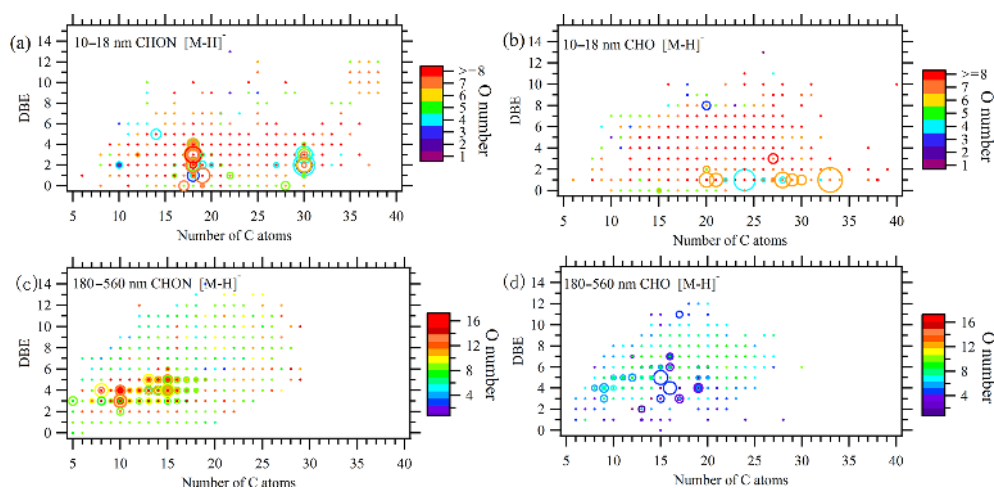 (a)
10–18 nm CHON [M-H]⁻
14
12
10
8
6
4
2
0
DBE
5 10 15 20 25 30 35 40
Number of C atoms
>=8
7
6
5
4
3
2
1
O number
(b)
10–18 nm CHO [M-H]⁻
14
12
10
8
6
4
2
0
DBE
5 10 15 20 25 30 35 40
Number of C atoms
>=8
7
6
5
4
3
2
1
O number
(c)
180–560 nm CHON [M-H]⁻
14
12
10
8
6
4
2
0
DBE
5 10 15 20 25 30 35 40
Number of C atoms
16
12
8
4
O number
(d)
180–560 nm CHO [M-H]⁻
14
12
10
8
6
4
2
0
DBE
5 10 15 20 25 30 35 40
Number of C atoms
16
12
8
4
O number